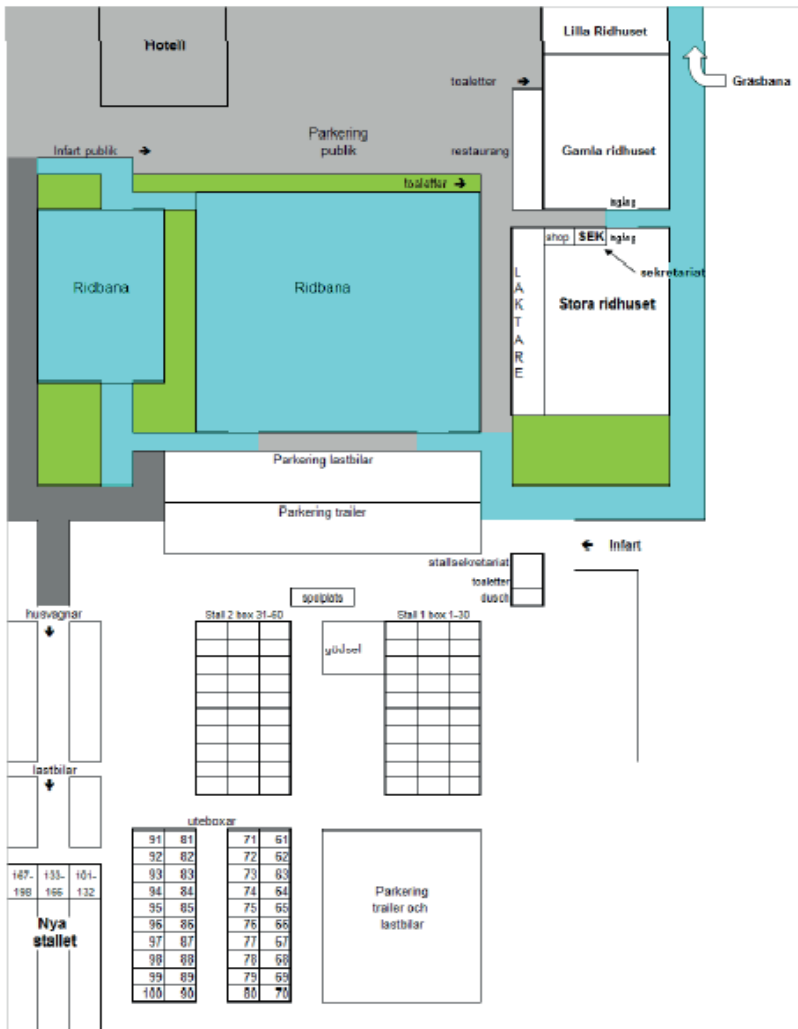 Hotell
Lilla Ridhuset
toaletter
Gräsbana
Parkering
publik
Infart publik
restaurang
Gamla ridhuset
toaletter
ingång
shop SEK ingång
sekretariat
Ridbana
Ridbana
LÄKTARE
Stora ridhuset
Parkering lastbilar
Parkering trailer
Infart
stallsekretariat
toaletter
dusch
spolplats
husvagnar
Stall 2 box 31-60
Stall 1 box 1-30
gödsel
lastbilar
uteboxar
91 81 71 61
92 82 72 62
93 83 73 63
94 84 74 64
95 85 75 65
96 86 76 66
97 87 77 67
98 88 78 68
99 89 79 69
100 90 80 70
167-
198
133-
166
101-
132
Nya
stallet
Parkering
trailer och
lastbilar